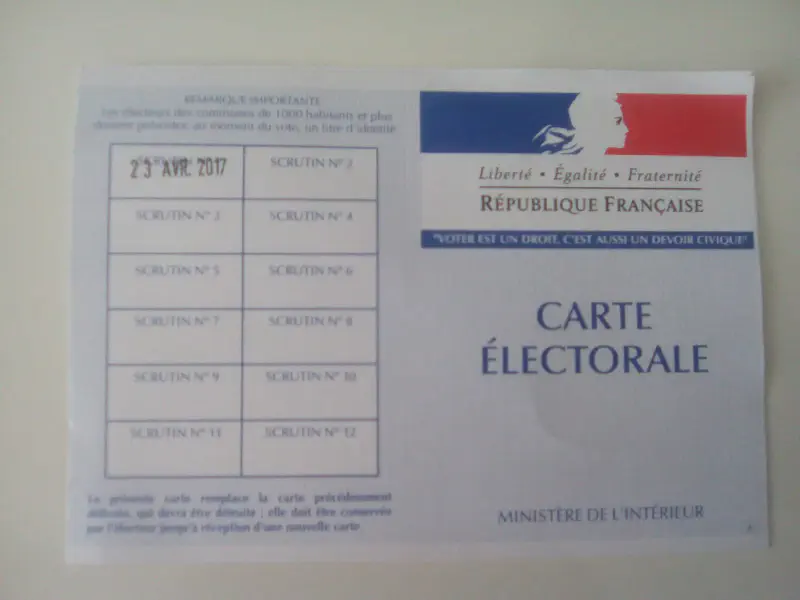 REMARQUE IMPORTANTE
Les électeurs des communes de 1000 habitants et plus
doivent présenter, au moment du vote, un titre d'identité
23 AVR. 2017
SCRUTIN N° 2
SCRUTIN N° 3
SCRUTIN N° 4
SCRUTIN N° 5
SCRUTIN N° 6
SCRUTIN N° 7
SCRUTIN N° 8
SCRUTIN N° 9
SCRUTIN N° 10
SCRUTIN N° 11
SCRUTIN N° 12
La présente carte remplace la carte précédemment
détenue, qui devra être détruite ; elle doit être conservée
par l'électeur jusqu'à réception d'une nouvelle carte
Liberté • Égalité • Fraternité
RÉPUBLIQUE FRANÇAISE
"VOTER EST UN DROIT, C'EST AUSSI UN DEVOIR CIVIQUE"
CARTE
ÉLECTORALE
MINISTÈRE DE L'INTÉRIEUR